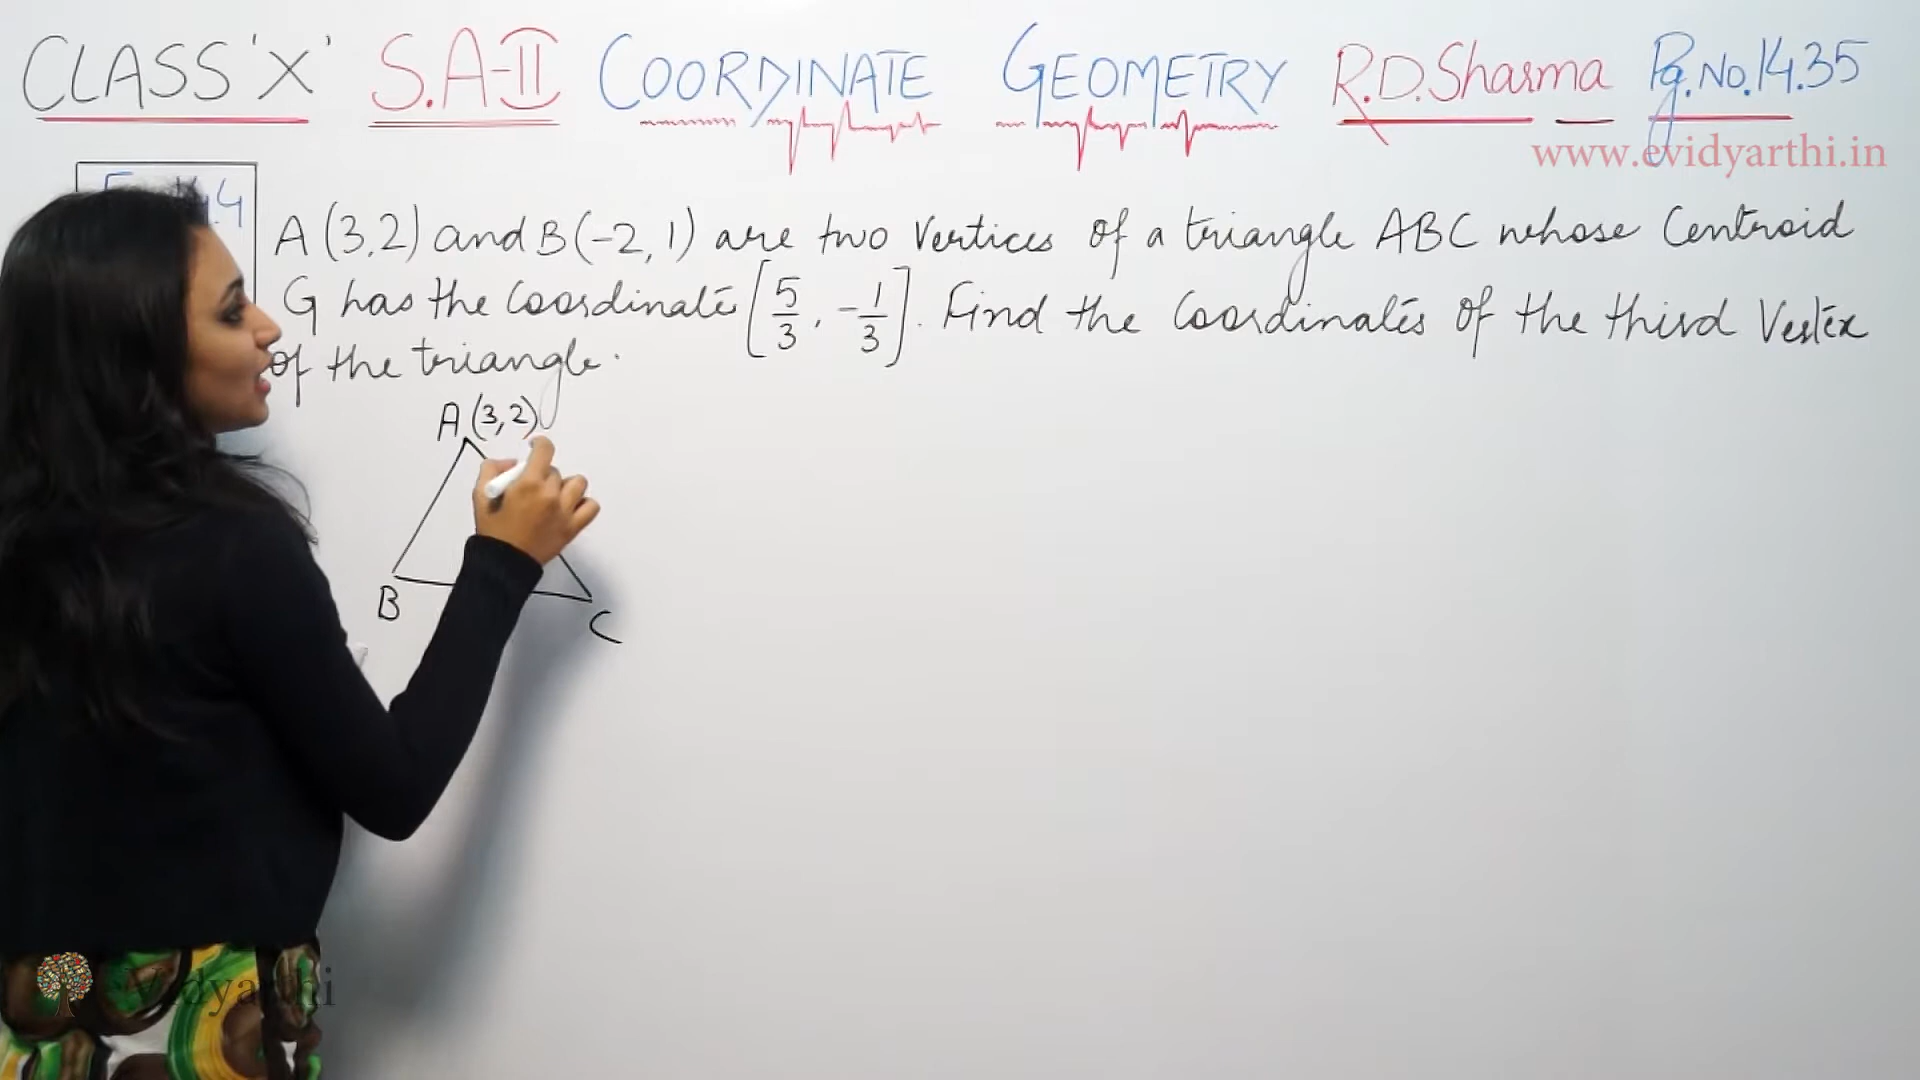 CLASS 'X' S.A-II COORDINATE GEOMETRY R.D.Sharma Pg.No.14.35
www.evidyarthi.in
A (3,2) and B(-2,1) are two vertices of a triangle ABC whose Centroid
G has the Coordinates [5/3, -1/3]. Find the Coordinates of the third Vertex
of the triangle.
A (3,2)
B
C